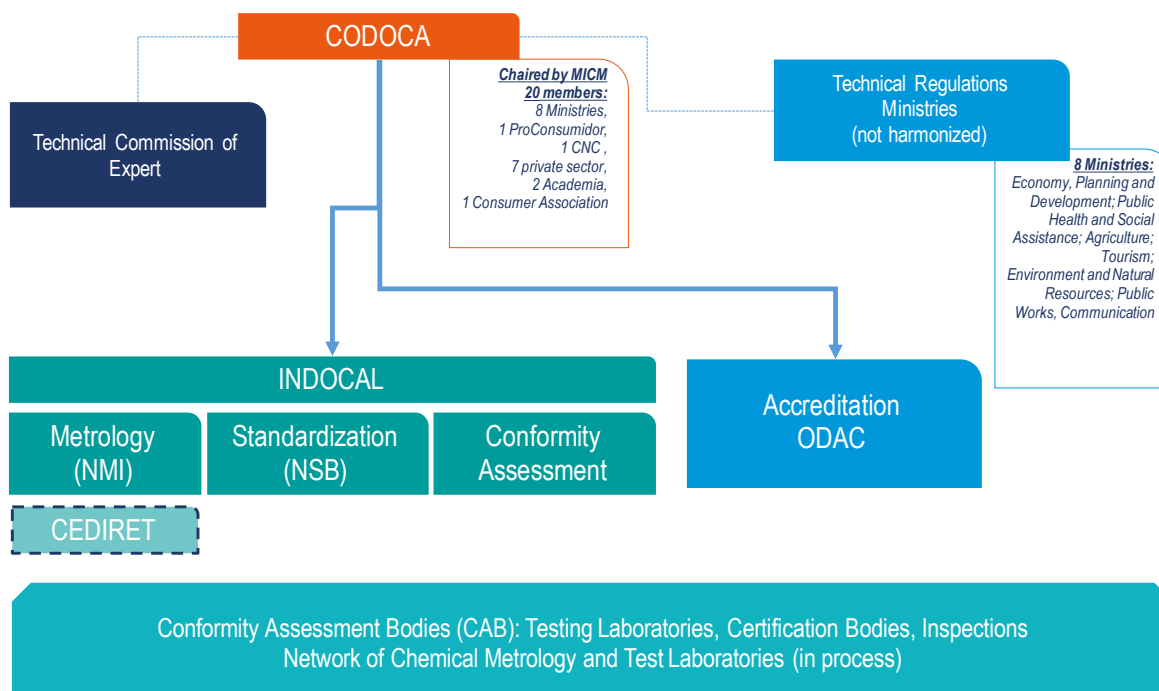 CODOCA
Chaired by MICM
20 members:
8 Ministries,
1 ProConsumidor,
1 CNC ,
7 private sector,
2 Academia,
1 Consumer Association
Technical Commission of
Expert
Technical Regulations
Ministries
(not harmonized)
8 Ministries:
Economy, Planning and
Development; Public
Health and Social
Assistance; Agriculture;
Tourism;
Environment and Natural
Resources; Public
Works, Communication
INDOCAL
Metrology
(NMI)
Standardization
(NSB)
Conformity
Assessment
CEDIRET
Accreditation
ODAC
Conformity Assessment Bodies (CAB): Testing Laboratories, Certification Bodies, Inspections
Network of Chemical Metrology and Test Laboratories (in process)